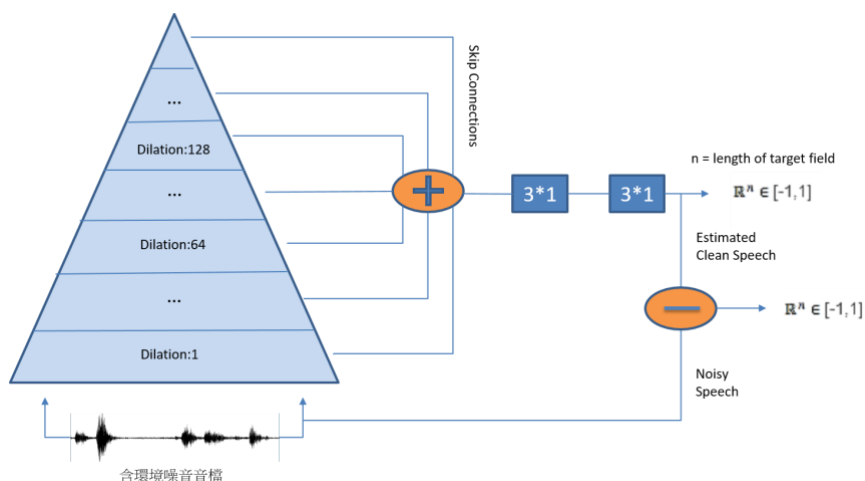 ...
Dilation:128
...
Dilation:64
...
Dilation:1
含環境噪音音檔
Skip Connections
3*1
3*1
n = length of target field
ℝⁿ ∈ [-1,1]
Estimated
Clean Speech
ℝⁿ ∈ [-1,1]
Noisy
Speech